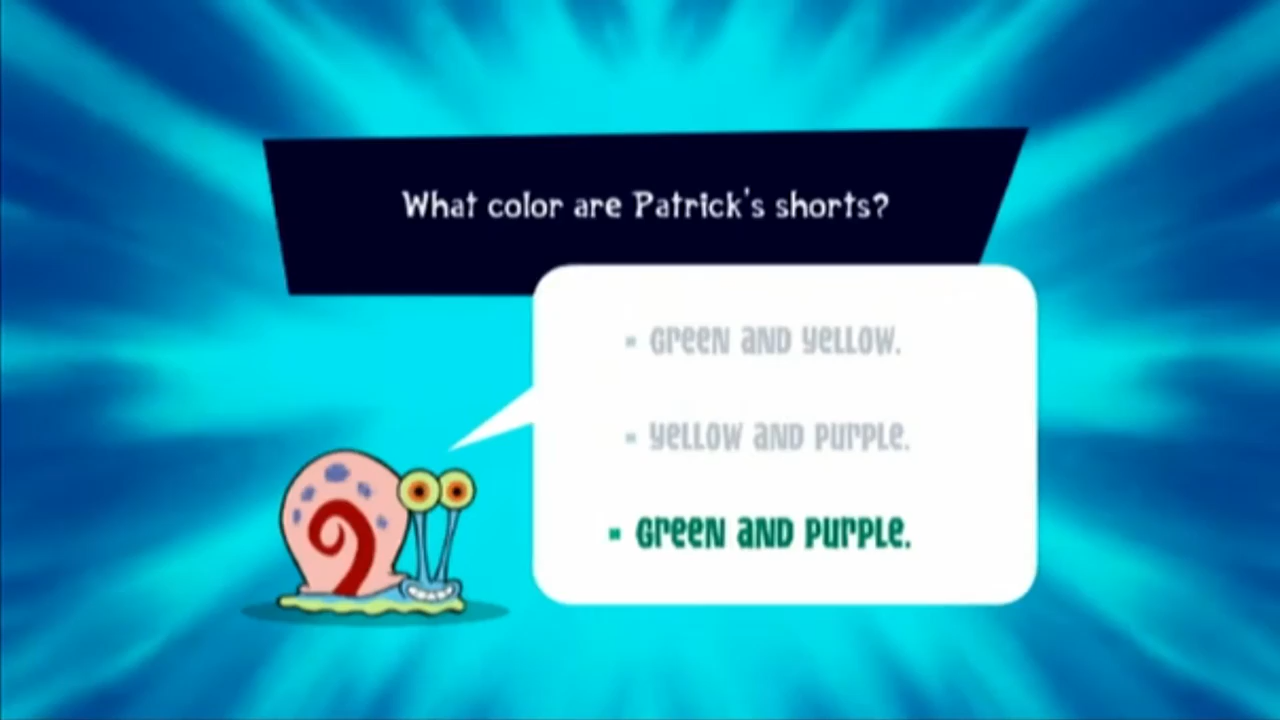 What color are Patrick's shorts?
Green and yellow.
Yellow and purple.
Green and purple.